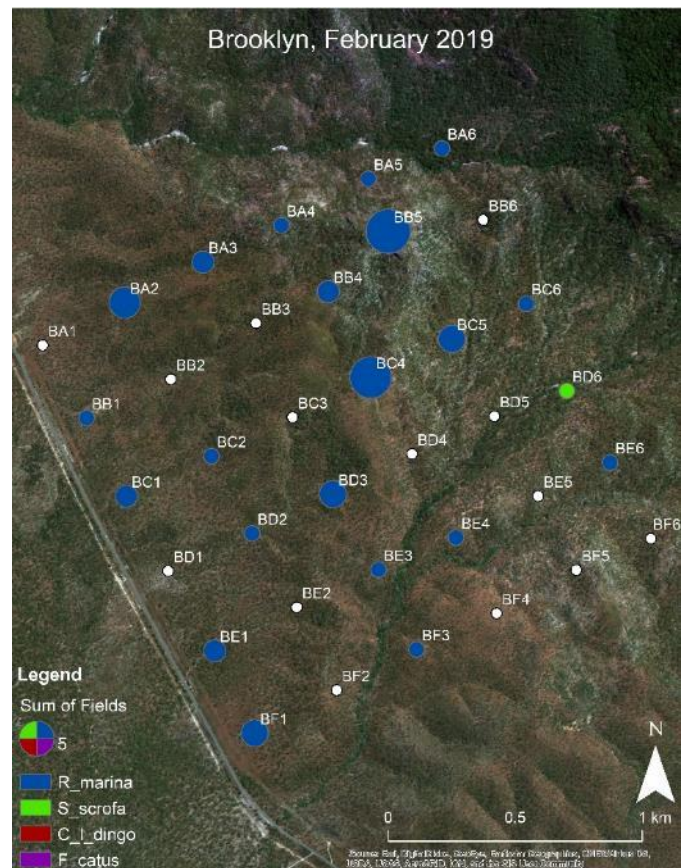 Brooklyn, February 2019
BA6
BA5
BB6
BA4
BB5
BA3
BB4
BC6
BA2
BB3
BC5
BA1
BC4
BB2
BD6
BB1
BC3
BD5
BC2
BD4
BE6
BC1
BD3
BE5
BD2
BE4
BF6
BD1
BE3
BF5
BE2
BF4
BE1
BF3
BF2
BF1
Legend
Sum of Fields
5
R_marina
S_scrofa
C_l_dingo
F_catus
N
0 0.5 1 km